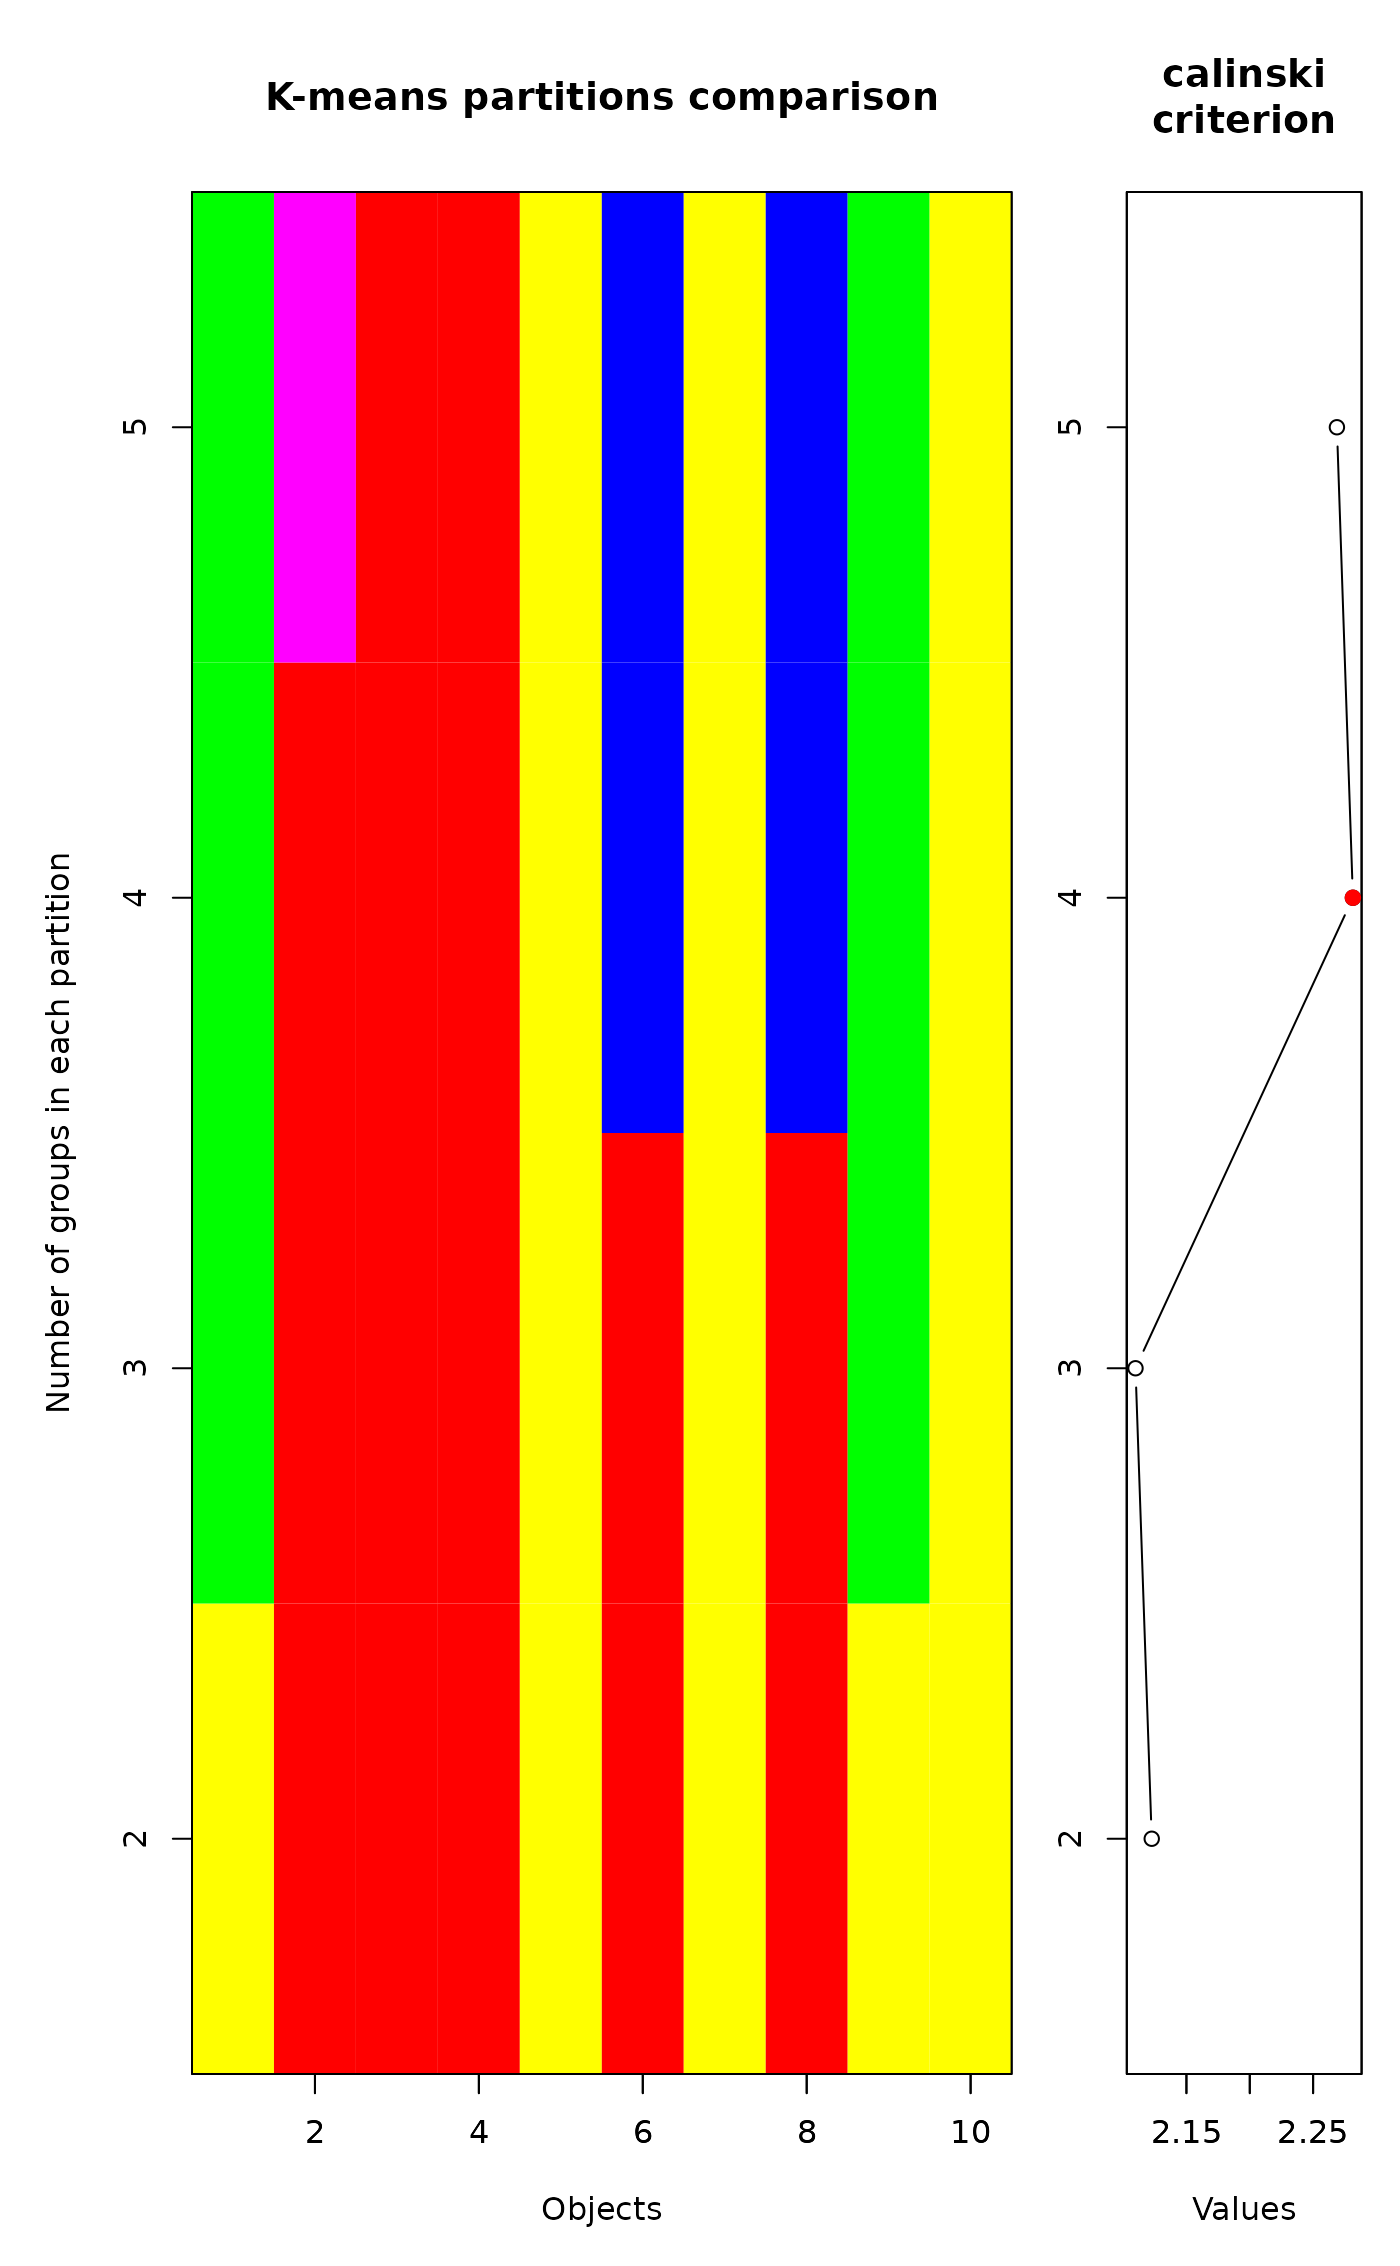 K-means partitions comparison
calinski
criterion
Number of groups in each partition
5
4
3
2
2 4 6 8 10
Objects
5
4
3
2
2.15 2.25
Values